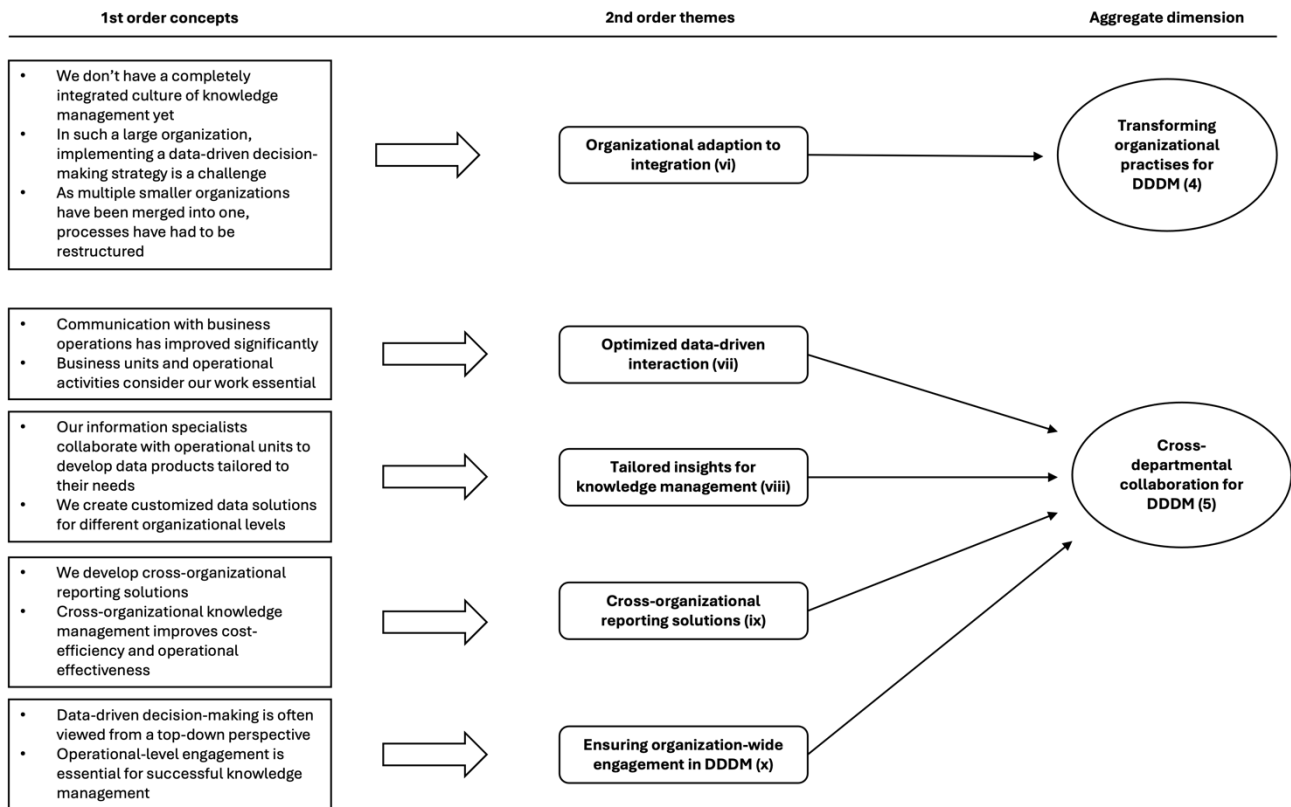 1st order concepts
2nd order themes
Aggregate dimension
• We don't have a completely
integrated culture of knowledge
management yet
• In such a large organization,
implementing a data-driven decision-
making strategy is a challenge
• As multiple smaller organizations
have been merged into one,
processes have had to be
restructured
Organizational adaption to
integration (vi)
Transforming
organizational
practises for
DDDM (4)
• Communication with business
operations has improved significantly
• Business units and operational
activities consider our work essential
Optimized data-driven
interaction (vii)
• Our information specialists
collaborate with operational units to
develop data products tailored to
their needs
• We create customized data solutions
for different organizational levels
Tailored insights for
knowledge management (viii)
Cross-
departmental
collaboration for
DDDM (5)
• We develop cross-organizational
reporting solutions
• Cross-organizational knowledge
management improves cost-
efficiency and operational
effectiveness
Cross-organizational
reporting solutions (ix)
• Data-driven decision-making is often
viewed from a top-down perspective
• Operational-level engagement is
essential for successful knowledge
management
Ensuring organization-wide
engagement in DDDM (x)